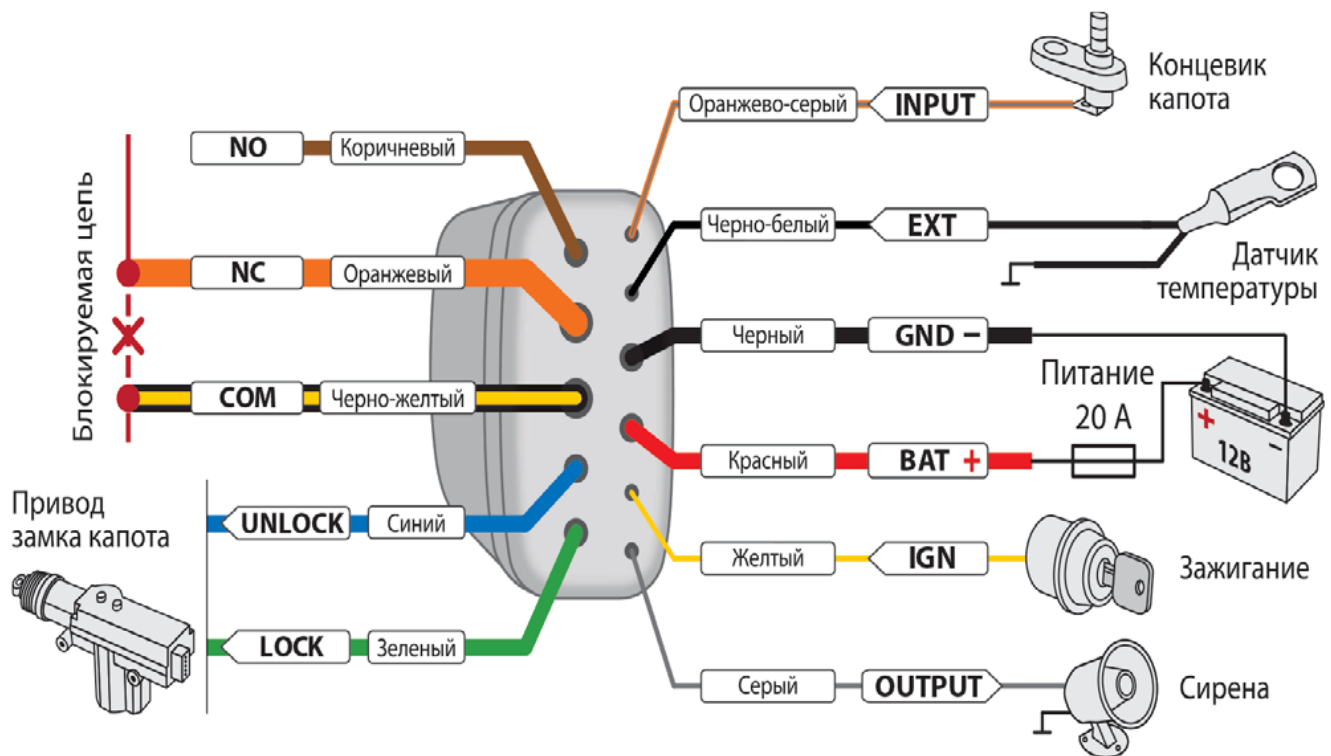 Оранжево-серый INPUT
Концевик
капота
NO Коричневый
Блокируемая цепь
Черно-белый EXT
Датчик
температуры
NC Оранжевый
Черный GND −
COM Черно-желтый
Питание
20 А
Красный BAT +
+ −
12В
Привод
замка капота
UNLOCK Синий
Желтый IGN
Зажигание
LOCK Зеленый
Серый OUTPUT
Сирена